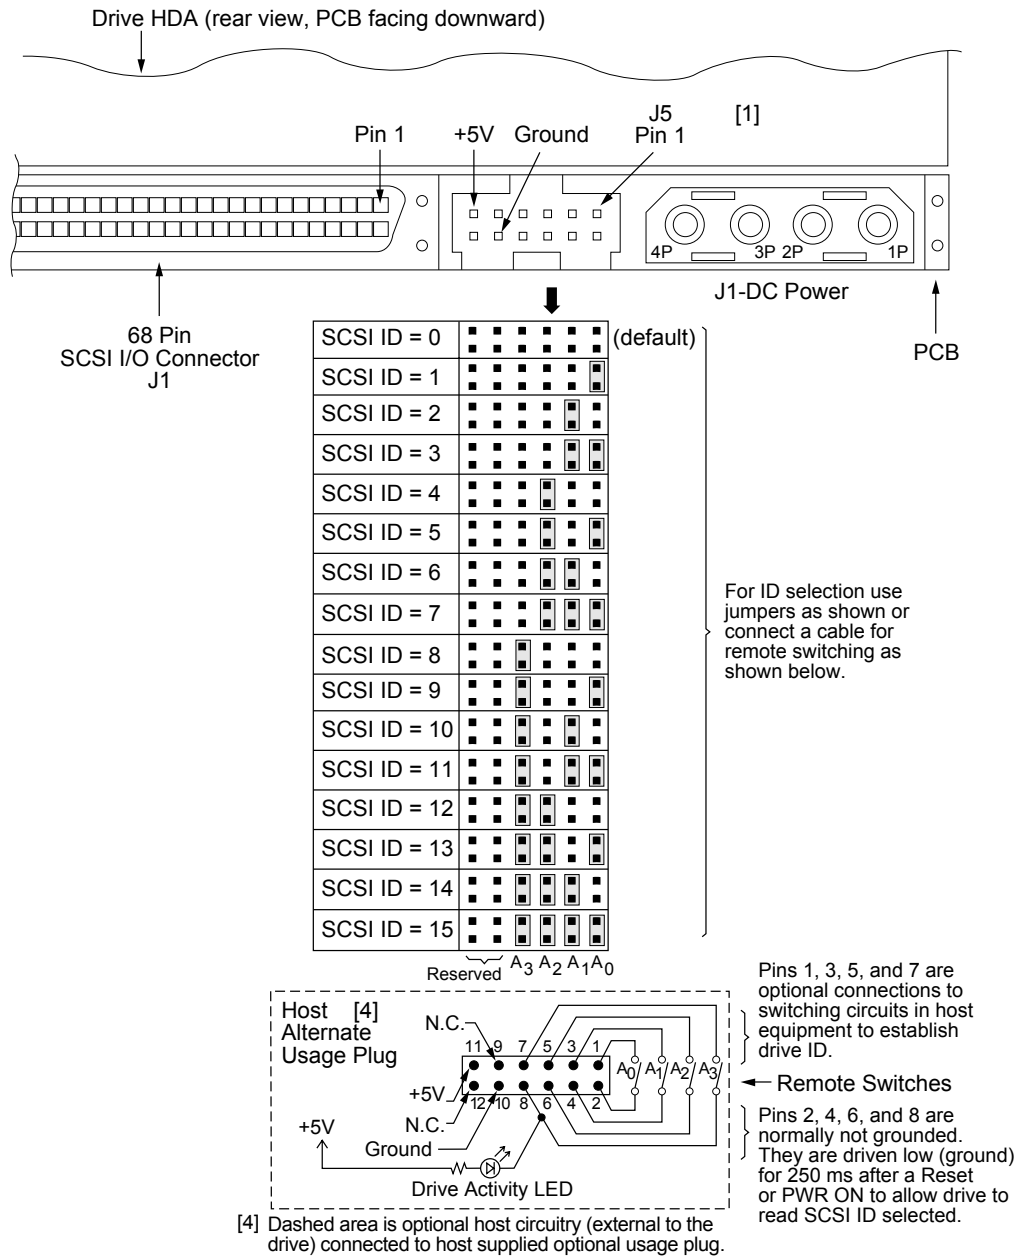 Drive HDA (rear view, PCB facing downward)
J5
[1]
Pin 1
+5V
Ground
Pin 1
4P
3P
2P
1P
J1-DC Power
68 Pin
SCSI I/O Connector
J1
PCB
SCSI ID = 0
(default)
SCSI ID = 1
SCSI ID = 2
SCSI ID = 3
SCSI ID = 4
SCSI ID = 5
SCSI ID = 6
SCSI ID = 7
SCSI ID = 8
SCSI ID = 9
SCSI ID = 10
SCSI ID = 11
SCSI ID = 12
SCSI ID = 13
SCSI ID = 14
SCSI ID = 15
For ID selection use
jumpers as shown or
connect a cable for
remote switching as
shown below.
Reserved
A3 A2 A1 A0
Host [4]
Alternate
Usage Plug
N.C.
11 9 7 5 3 1
A0 A1 A2 A3
+5V
12 10 8 6 4 2
N.C.
Ground
+5V
Drive Activity LED
Pins 1, 3, 5, and 7 are
optional connections to
switching circuits in host
equipment to establish
drive ID.
Remote Switches
Pins 2, 4, 6, and 8 are
normally not grounded.
They are driven low (ground)
for 250 ms after a Reset
or PWR ON to allow drive to
read SCSI ID selected.
[4] Dashed area is optional host circuitry (external to the
drive) connected to host supplied optional usage plug.